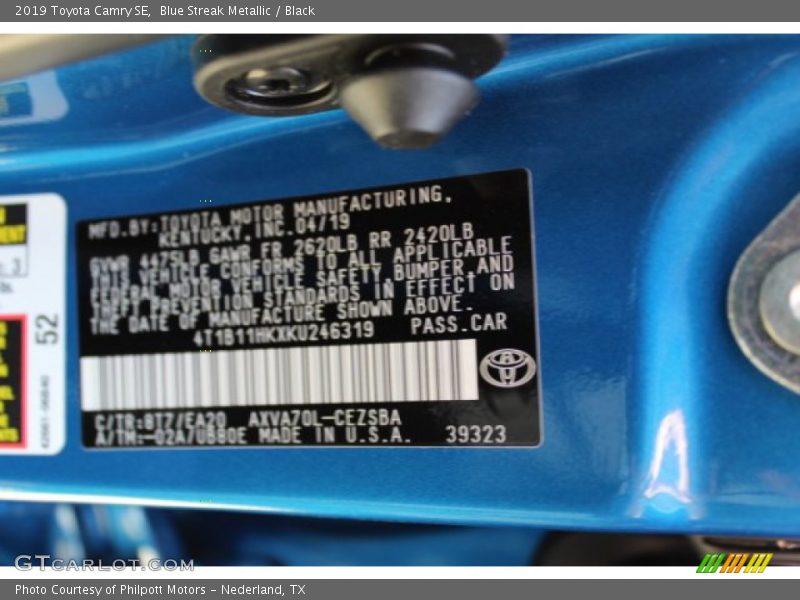 2019 Toyota Camry SE, Blue Streak Metallic / Black
MFD.BY:TOYOTA MOTOR MANUFACTURING,
KENTUCKY,INC.04/19
GVWR 4475LB GAWR FR 2620LB RR 2420LB
THIS VEHICLE CONFORMS TO ALL APPLICABLE
FEDERAL MOTOR VEHICLE SAFETY BUMPER AND
THEFT PREVENTION STANDARDS IN EFFECT ON
THE DATE OF MANUFACTURE SHOWN ABOVE.
4T1B11HKXKU246319 PASS.CAR
C/TR:8T7/EA20 AXVA70L-CEZSBA
A/TM:-02A/UB80E MADE IN U.S.A. 39323
52
GTCARLOT.COM
Photo Courtesy of Philpott Motors - Nederland, TX